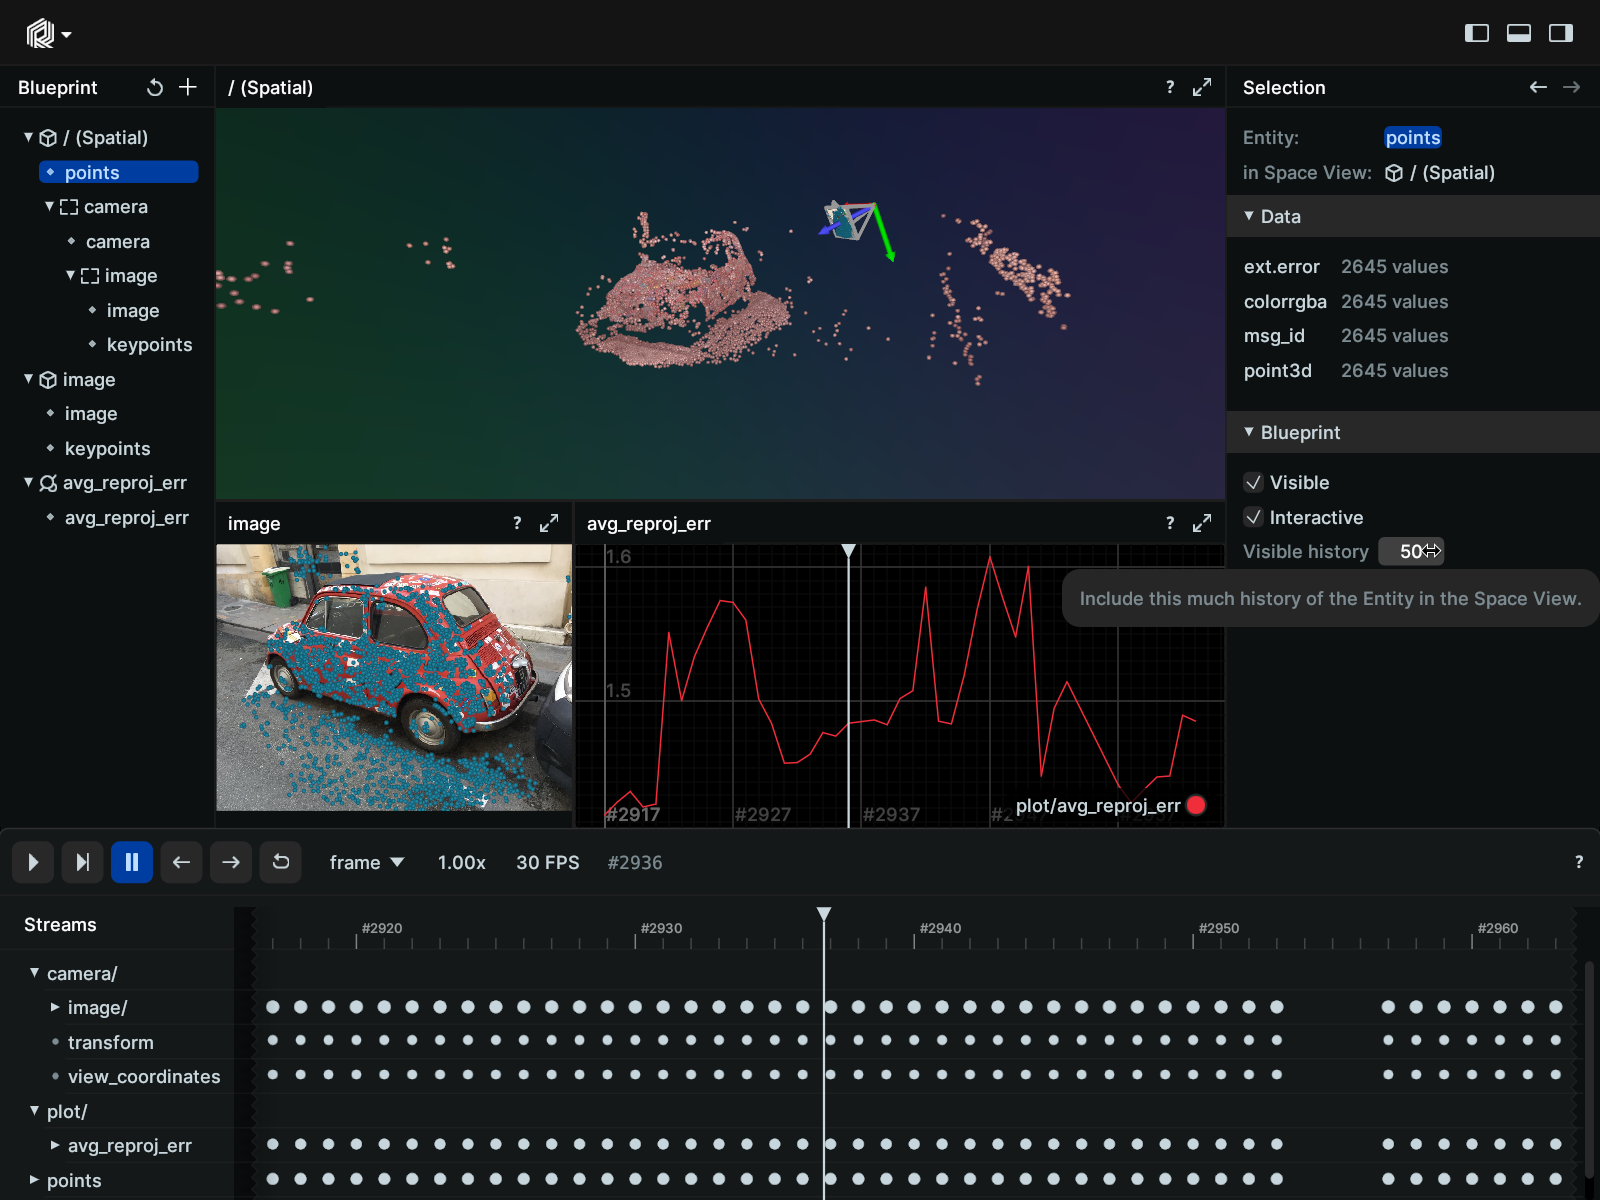 Blueprint
/ (Spatial)
points
camera
camera
image
image
keypoints
image
image
keypoints
avg_reproj_err
avg_reproj_err
/ (Spatial)
?
image
?
avg_reproj_err
?
1.6
1.5
#2917
#2927
#2937
#2947
#2957
plot/avg_reproj_err
Selection
Entity: points
in Space View: / (Spatial)
Data
ext.error 2645 values
colorrgba 2645 values
msg_id 2645 values
point3d 2645 values
Blueprint
Visible
Interactive
Visible history 50
Include this much history of the Entity in the Space View.
frame 1.00x 30 FPS #2936 ?
Streams
#2920 #2930 #2940 #2950 #2960
camera/
image/
transform
view_coordinates
plot/
avg_reproj_err
points